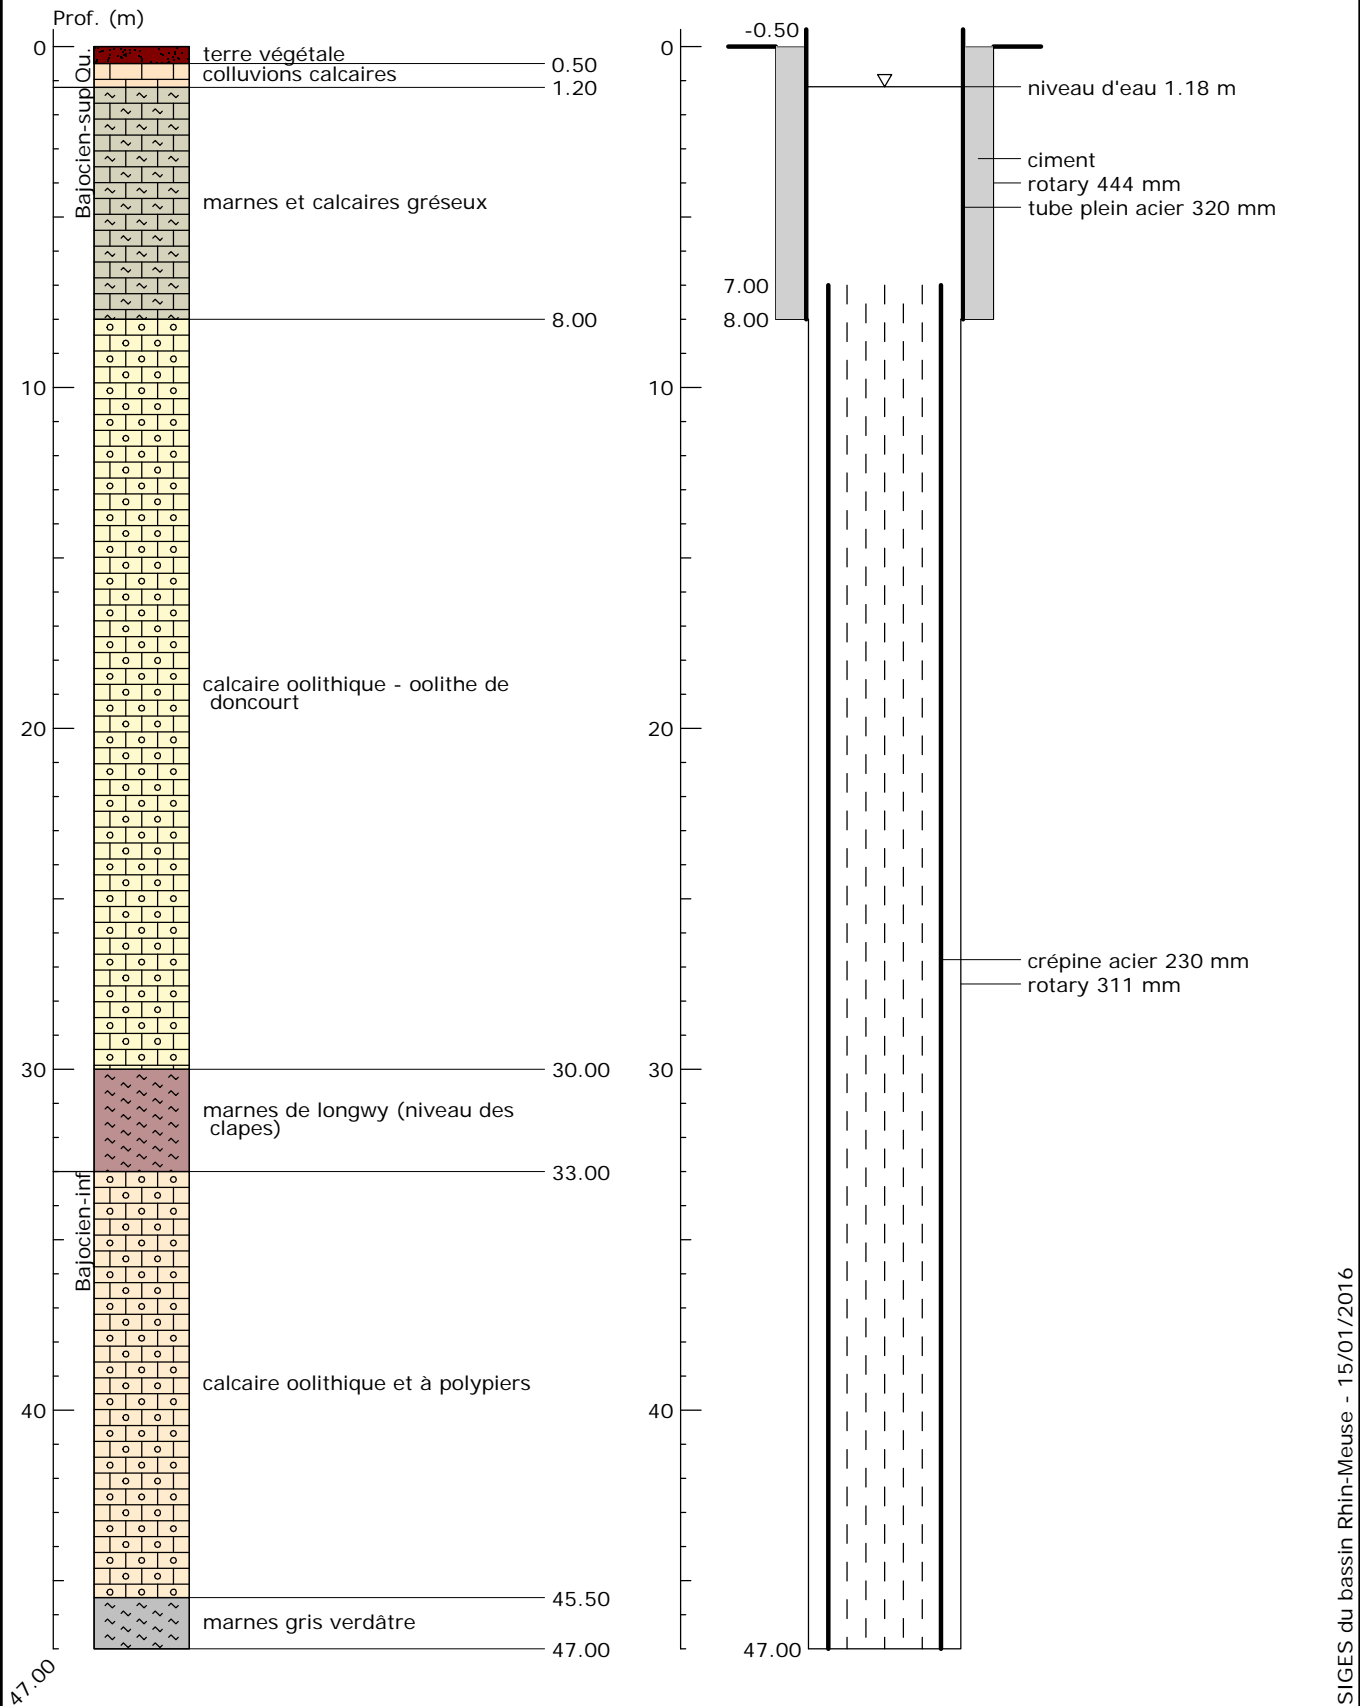 Prof. (m)
0
10
20
30
40
47.00
Qu.
Bajocien-sup
Bajocien-inf
terre végétale
0.50
colluvions calcaires
1.20
marnes et calcaires gréseux
8.00
calcaire oolithique - oolithe de
doncourt
30.00
marnes de longwy (niveau des
clapes)
33.00
calcaire oolithique et à polypiers
45.50
marnes gris verdâtre
47.00
0
10
20
30
40
-0.50
7.00
8.00
47.00
niveau d'eau 1.18 m
ciment
rotary 444 mm
tube plein acier 320 mm
crépine acier 230 mm
rotary 311 mm
SIGES du bassin Rhin-Meuse - 15/01/2016